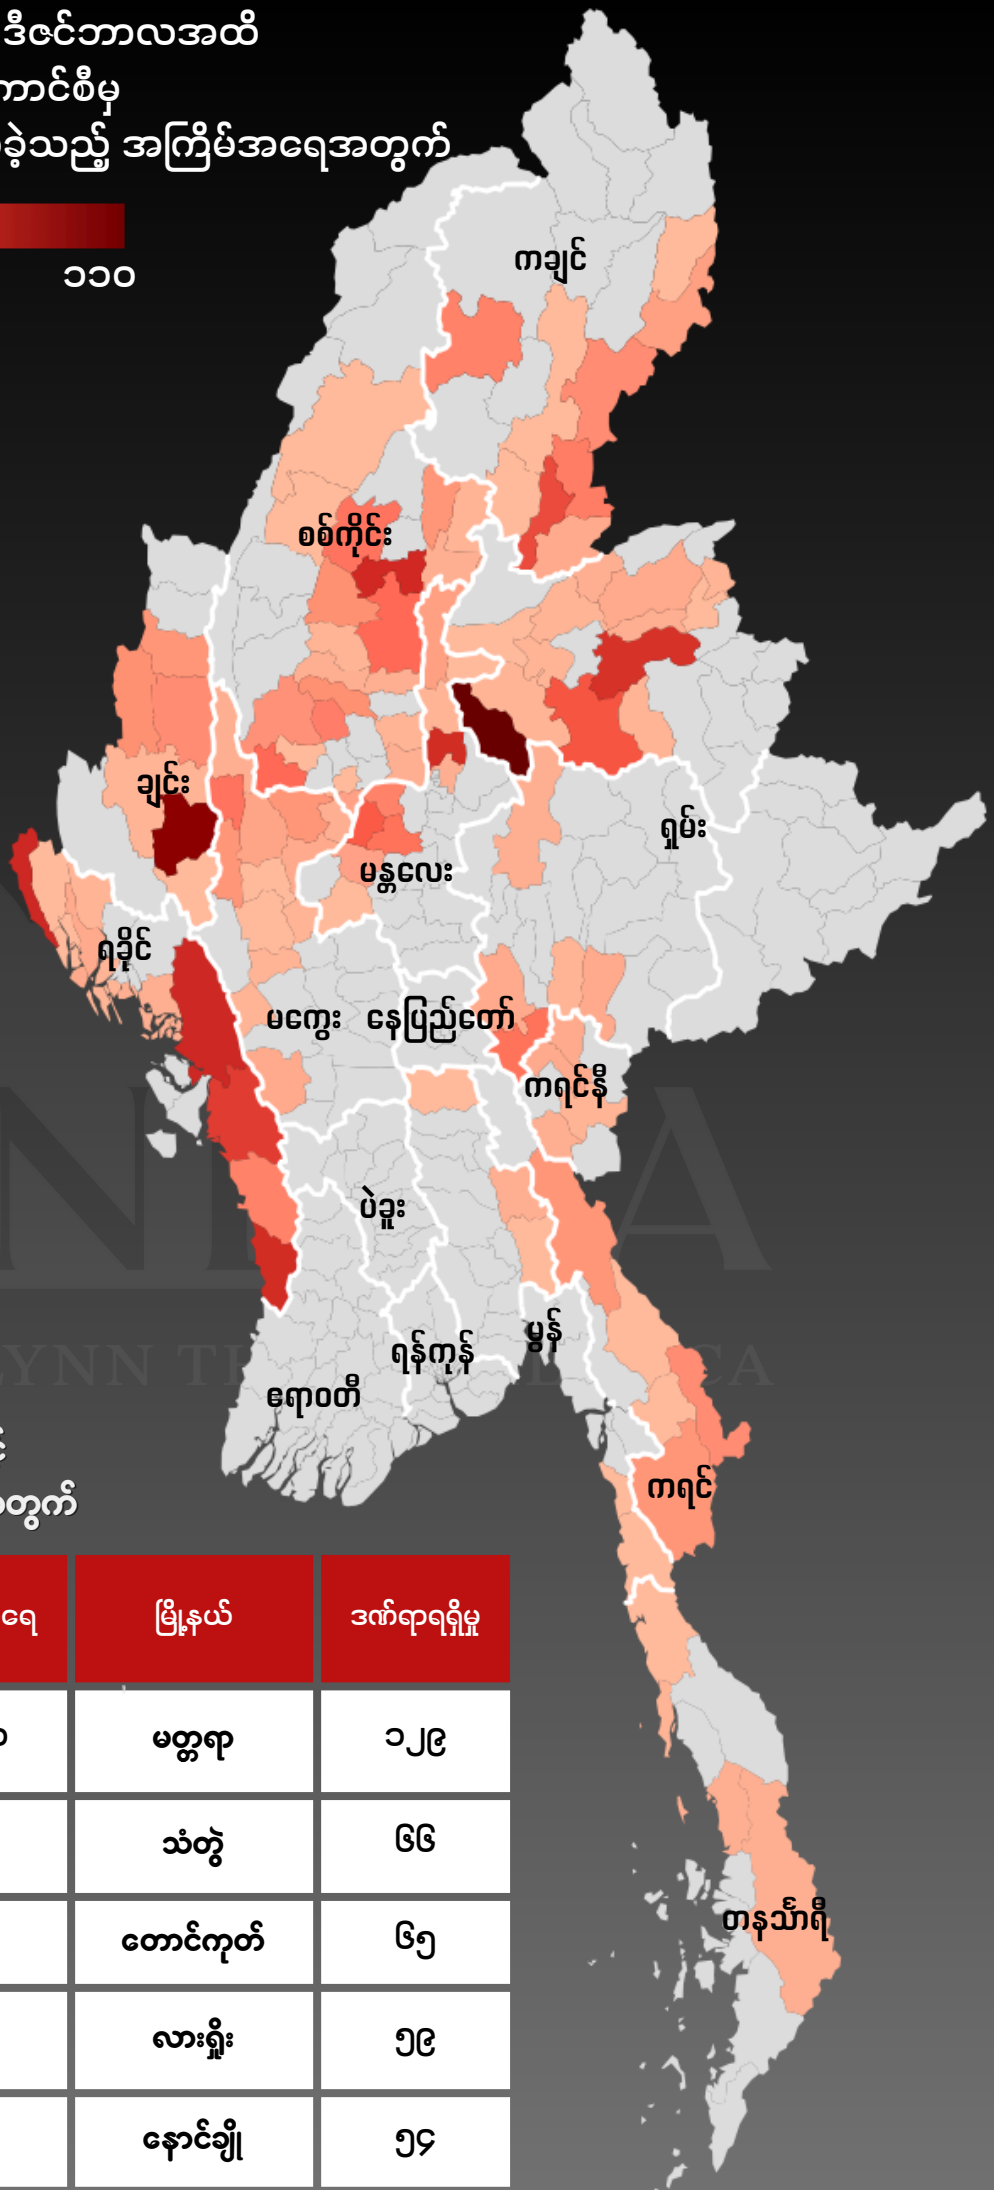 ဒီဇင်ဘာလအထိ
ကောင်စီမှ
ခဲ့သည့် အကြိမ်အရေအတွက်
၁၁၀
ကချင်
စစ်ကိုင်း
ချင်း
ရှမ်း
မန္တလေး
ရခိုင်
မကွေး နေပြည်တော်
ကရင်နီ
ပဲခူး
မွန်
ရန်ကုန်
ဧရာဝတီ
ကရင်
တနင်္သာရီ
မြို့နယ် ဒဏ်ရာရရှိမှု
မတ္တရာ ၁၂၉
သံတွဲ ၆၆
တောင်ကုတ် ၆၅
လားရှိုး ၅၉
နောင်ချို ၅၄